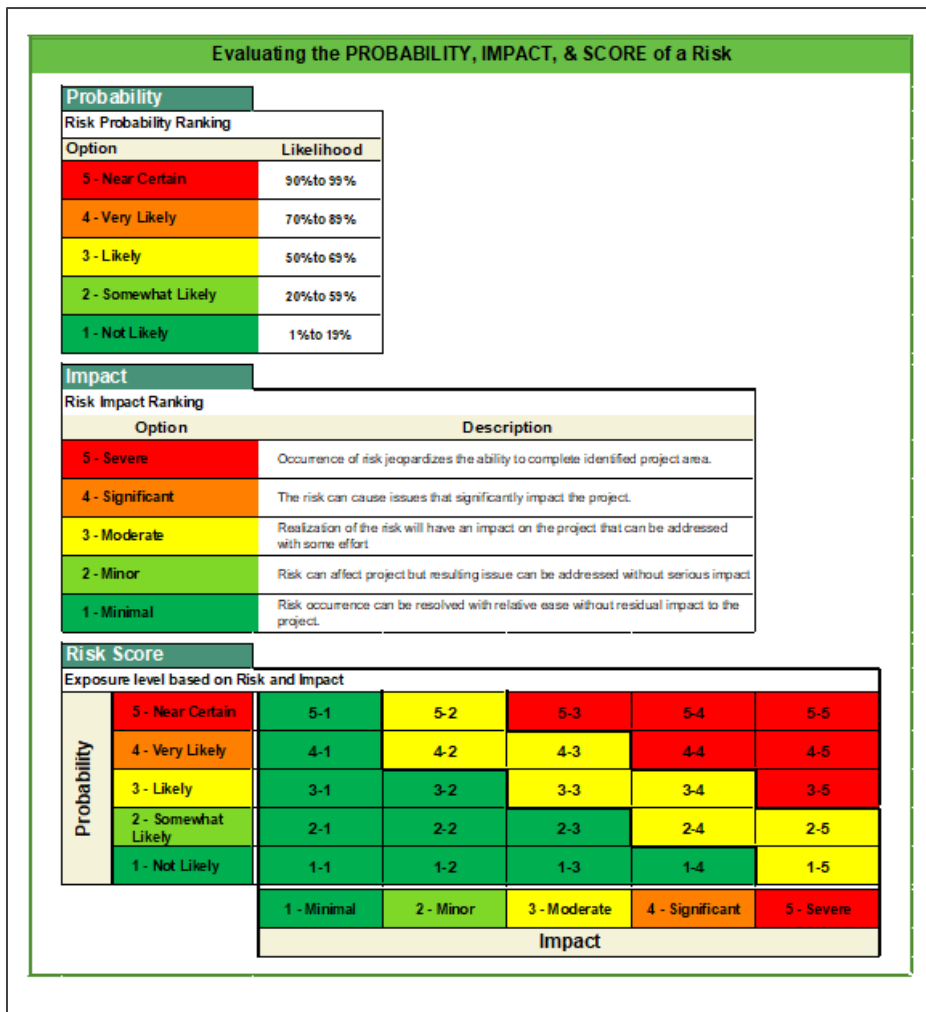 Evaluating the PROBABILITY, IMPACT, & SCORE of a Risk
Probability
Risk Probability Ranking
Option Likelihood
5 - Near Certain 90%to 99%
4 - Very Likely 70%to 89%
3 - Likely 50%to 69%
2 - Somewhat Likely 20%to 59%
1 - Not Likely 1%to 19%
Impact
Risk Impact Ranking
Option Description
5 - Severe Occurrence of risk jeopardizes the ability to complete identified project area.
4 - Significant The risk can cause issues that significantly impact the project.
3 - Moderate Realization of the risk will have an impact on the project that can be addressed
with some effort
2 - Minor Risk can affect project but resulting issue can be addressed without serious impact
1 - Minimal Risk occurrence can be resolved with relative ease without residual impact to the
project.
Risk Score
Exposure level based on Risk and Impact
Probability
5 - Near Certain 5-1 5-2 5-3 5-4 5-5
4 - Very Likely 4-1 4-2 4-3 4-4 4-5
3 - Likely 3-1 3-2 3-3 3-4 3-5
2 - Somewhat
Likely 2-1 2-2 2-3 2-4 2-5
1 - Not Likely 1-1 1-2 1-3 1-4 1-5
1 - Minimal 2 - Minor 3 - Moderate 4 - Significant 5 - Severe
Impact